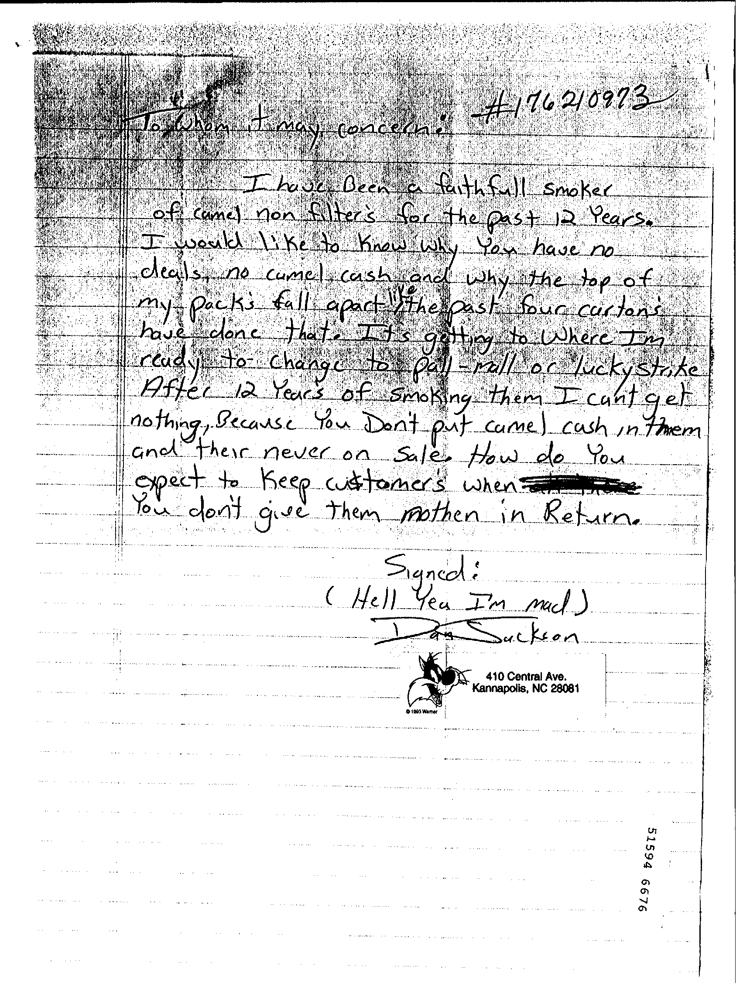 #176210973
To whom it may concern:
I have Been a faithfull smoker
of camel non filter's for the past 12 Years.
I would like to Know why You have no
deals, no camel cash and why the top of
my pack's fall apart like the past four carton's
have done that. It's getting to Where I'm
ready to change to pall-mall or lucky strike
After 12 Year's of smoking them I can't get
nothing, Because You Don't put camel cash in them
and their never on sale. How do You
expect to Keep customer's when
You don't give them nothen in Return.
Signed:
( Hell Yea I'm mad )
Dan
410 Central Ave.
Kannapolis, NC 28081
© 1993 Warner
51594 6676